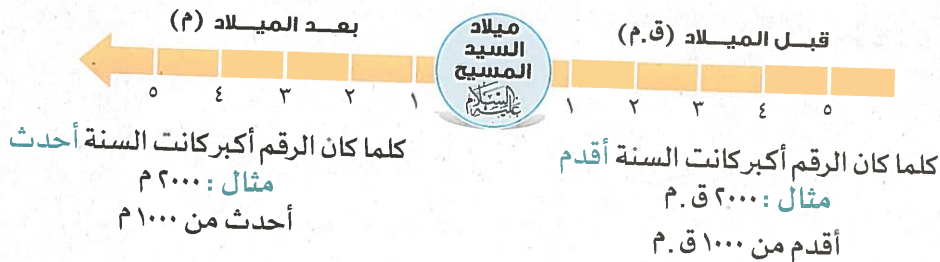 قبل الميلاد (ق.م)
ميلاد
السيد
المسيح
عليه السلام
بعد الميلاد (م)
١ ٢ ٣ ٤ ٥
١ ٢ ٣ ٤ ٥
كلما كان الرقم أكبر كانت السنة أقدم
مثال : ٢٠٠٠ ق.م
أقدم من ١٠٠٠ ق.م
كلما كان الرقم أكبر كانت السنة أحدث
مثال : ٢٠٠٠ م
أحدث من ١٠٠٠ م